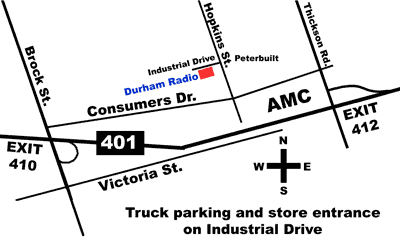 Brock St.
Hopkins St.
Thickson Rd.
Industrial Drive
Peterbuilt
Durham Radio
Consumers Dr.
AMC
EXIT
412
401
EXIT
410
Victoria St.
N
W E
S
Truck parking and store entrance
on Industrial Drive